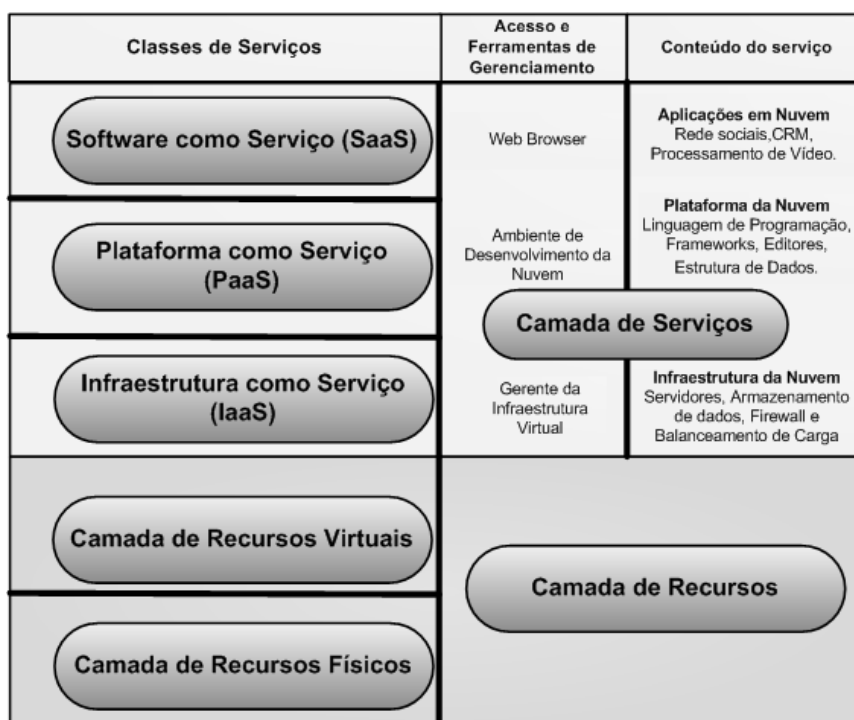 Classes de Serviços
Acesso e
Ferramentas de
Gerenciamento
Conteúdo do serviço
Software como Serviço (SaaS)
Web Browser
Aplicações em Nuvem
Rede sociais,CRM,
Processamento de Vídeo.
Plataforma como Serviço
(PaaS)
Ambiente de
Desenvolvimento da
Nuvem
Plataforma da Nuvem
Linguagem de Programação,
Frameworks, Editores,
Estrutura de Dados.
Camada de Serviços
Infraestrutura como Serviço
(IaaS)
Gerente da
Infraestrutura
Virtual
Infraestrutura da Nuvem
Servidores, Armazenamento
de dados, Firewall e
Balanceamento de Carga
Camada de Recursos Virtuais
Camada de Recursos
Camada de Recursos Físicos